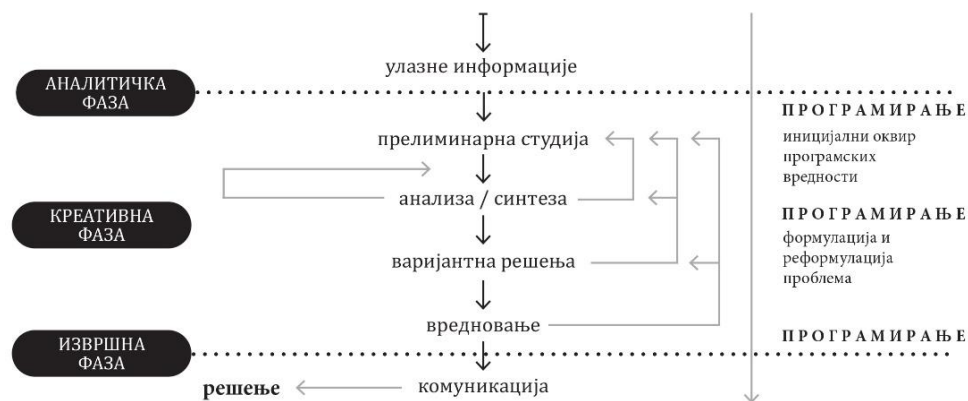 улазне информације
АНАЛИТИЧКА
ФАЗА
ПРОГРАМИРАЊЕ
иницијални оквир
програмских
вредности
прелиминарна студија
анализа / синтеза
КРЕАТИВНА
ФАЗА
ПРОГРАМИРАЊЕ
формулација и
реформулација
проблема
варијантна решења
вредновање
ИЗВРШНА
ФАЗА
ПРОГРАМИРАЊЕ
комуникација
решење